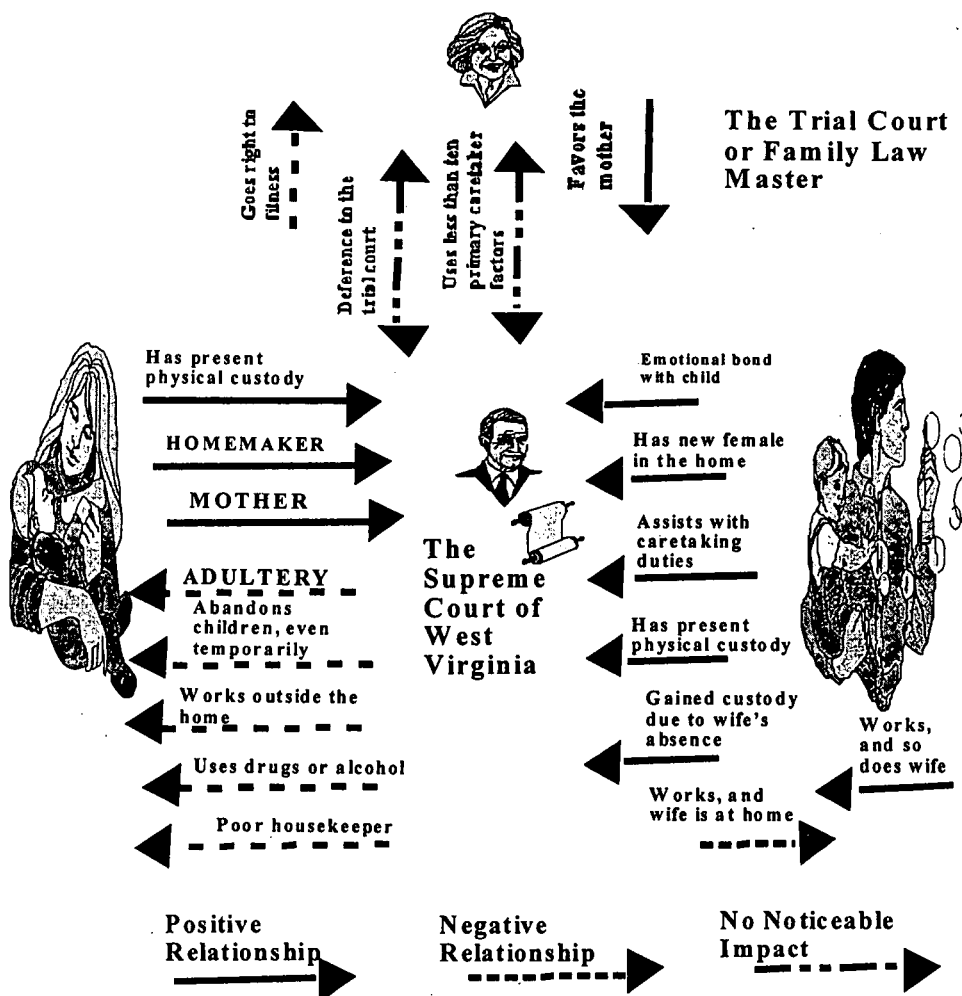 Goes right to
fitness
Deference to the
trial court
Uses less than ten
primary caretaker
factors
Favors the
mother
The Trial Court
or Family Law
Master
Has present
physical custody
HOMEMAKER
MOTHER
ADULTERY
Abandons
children, even
temporarily
Works outside the
home
Uses drugs or alcohol
Poor housekeeper
The
Supreme
Court of
West
Virginia
Emotional bond
with child
Has new female
in the home
Assists with
caretaking
duties
Has present
physical custody
Gained custody
due to wife's
absence
Works, and
wife is at home
Works,
and so
does wife
Positive
Relationship
Negative
Relationship
No Noticeable
Impact